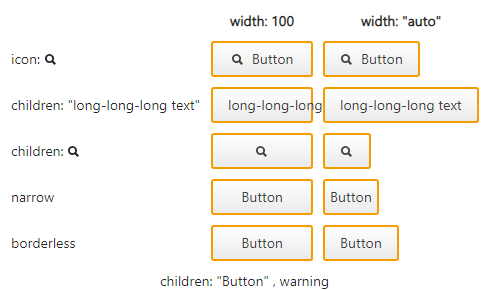 width: 100 width: "auto"
icon: Button Button
children: "long-long-long text" long-long-long long-long-long text
children:
narrow Button Button
borderless Button Button
children: "Button" , warning